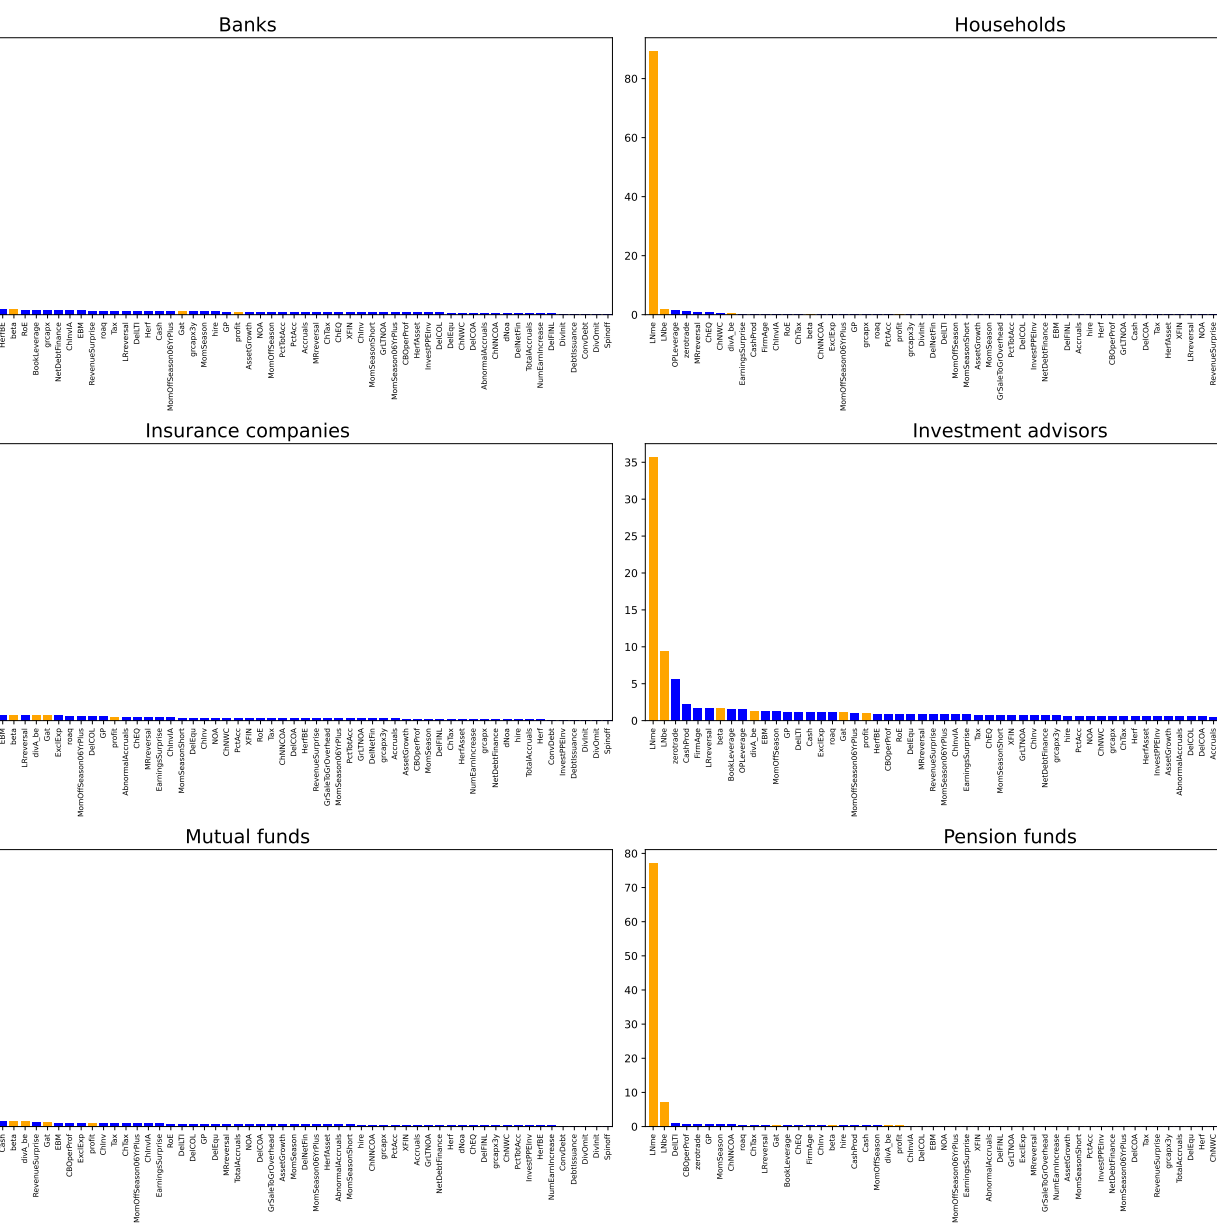 Banks
HerfBE
beta
RoE
BookLeverage
grcapx
NetDebtFinance
ChInvIA
EBM
RevenueSurprise
roaq
Tax
LRreversal
DelLTI
Herf
Cash
MomOffSeason06YrPlus
Gat
grcapx3y
MomSeason
hire
GP
profit
AssetGrowth
NOA
MomOffSeason
PctTotAcc
PctAcc
Accruals
MRreversal
ChTax
ChEQ
XFIN
ChInv
MomSeasonShort
GrLTNOA
MomSeason06YrPlus
CBOperProf
HerfAsset
InvestPPEInv
DelCOL
DelEqu
ChNWC
DelCOA
AbnormalAccruals
ChNNCOA
dNoa
DelNetFin
TotalAccruals
NumEarnIncrease
DelFINL
DivInit
DebtIssuance
ConvDebt
DivOmit
Spinoff
Households
80
60
40
20
0
LNme
LNbe
OPLeverage
zerotrade
MRreversal
ChEQ
ChNWC
divA_be
EarningsSurprise
CashProd
FirmAge
ChInvIA
RoE
ChTax
beta
ChNNCOA
ExclExp
MomOffSeason06YrPlus
GP
grcapx
roaq
PctAcc
profit
grcapx3y
DivInit
DelNetFin
DelLTI
MomOffSeason
MomSeasonShort
AssetGrowth
MomSeason
GrSaleToGrOverhead
PctTotAcc
DelCOL
InvestPPEInv
NetDebtFinance
EBM
DelFINL
Accruals
hire
Herf
CBOperProf
GrLTNOA
Cash
DelCOA
Tax
HerfAsset
XFIN
LRreversal
NOA
RevenueSurprise
Insurance companies
EBM
beta
LRreversal
divA_be
Gat
ExclExp
roaq
MomOffSeason06YrPlus
DelCOL
GP
profit
AbnormalAccruals
ChEQ
MRreversal
EarningsSurprise
ChInvIA
MomSeasonShort
DelEqu
ChInv
NOA
ChNWC
PctAcc
XFIN
RoE
Tax
ChNNCOA
DelCOA
HerfBE
RevenueSurprise
GrSaleToGrOverhead
MomSeason06YrPlus
PctTotAcc
GrLTNOA
DelNetFin
grcapx3y
Accruals
AssetGrowth
CBOperProf
MomSeason
DelFINL
ChTax
HerfAsset
NumEarnIncrease
grcapx
NetDebtFinance
dNoa
hire
TotalAccruals
Herf
ConvDebt
InvestPPEInv
DebtIssuance
DivInit
DivOmit
Spinoff
Investment advisors
35
30
25
20
15
10
5
0
LNme
LNbe
zerotrade
CashProd
FirmAge
LRreversal
beta
BookLeverage
OPLeverage
divA_be
EBM
MomOffSeason
GP
DelLTI
Cash
ExclExp
roaq
Gat
MomOffSeason06YrPlus
profit
HerfBE
CBOperProf
RoE
DelEqu
MRreversal
RevenueSurprise
MomSeason06YrPlus
ChInvIA
EarningsSurprise
Tax
ChEQ
MomSeasonShort
XFIN
GrLTNOA
ChInv
NetDebtFinance
MomSeason
hire
PctAcc
NOA
ChNWC
grcapx
ChTax
Herf
HerfAsset
InvestPPEInv
AssetGrowth
AbnormalAccruals
DelCOL
DelCOA
Accruals
Mutual funds
Cash
beta
divA_be
RevenueSurprise
Gat
EBM
CBOperProf
ExclExp
profit
ChInv
Tax
ChTax
MomOffSeason06YrPlus
ChInvIA
EarningsSurprise
RoE
DelLTI
DelCOL
GP
DelEqu
MRreversal
TotalAccruals
NOA
DelCOA
GrSaleToGrOverhead
AssetGrowth
MomSeason
DelNetFin
MomSeason06YrPlus
HerfAsset
AbnormalAccruals
MomSeasonShort
hire
ChNNCOA
grcapx
PctAcc
XFIN
Accruals
GrLTNOA
NetDebtFinance
Herf
dNoa
ChEQ
DelFINL
grcapx3y
ChNWC
PctTotAcc
InvestPPEInv
HerfBE
NumEarnIncrease
ConvDebt
DebtIssuance
DivOmit
DivInit
Spinoff
Pension funds
80
70
60
50
40
30
20
10
0
LNme
LNbe
DelLTI
CBOperProf
zerotrade
GP
MomSeason
ChNNCOA
roaq
ChTax
LRreversal
Gat
BookLeverage
ChEQ
FirmAge
ChInv
beta
hire
CashProd
Cash
MomOffSeason
divA_be
profit
ChInvIA
DelCOL
EBM
NOA
MomOffSeason06YrPlus
EarningsSurprise
XFIN
AbnormalAccruals
DelFINL
GrLTNOA
ExclExp
MRreversal
GrSaleToGrOverhead
NumEarnIncrease
AssetGrowth
MomSeasonShort
PctAcc
InvestPPEInv
NetDebtFinance
MomSeason06YrPlus
DelCOA
PctTotAcc
Tax
RevenueSurprise
grcapx3y
TotalAccruals
DelEqu
Herf
ChNWC